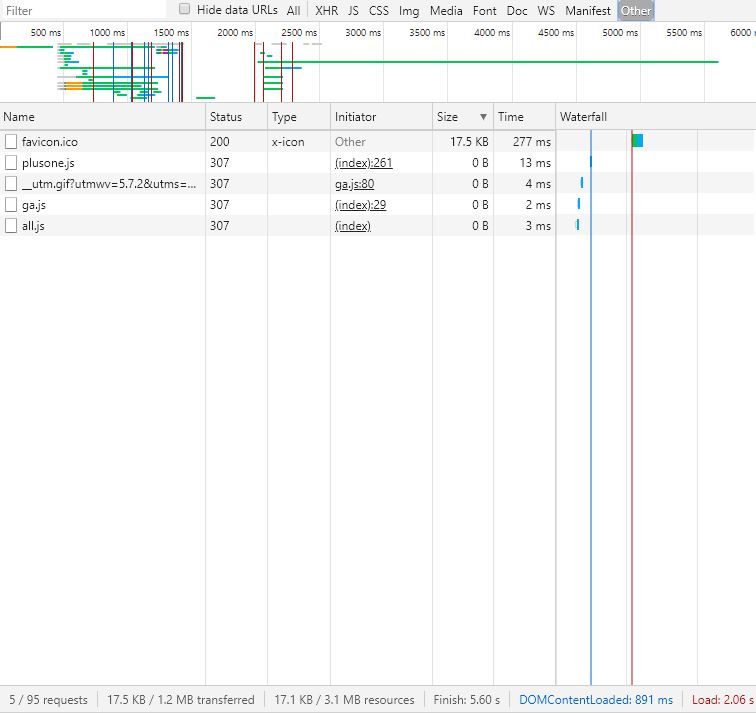 Filter Hide data URLs All XHR JS CSS Img Media Font Doc WS Manifest Other
500 ms 1000 ms 1500 ms 2000 ms 2500 ms 3000 ms 3500 ms 4000 ms 4500 ms 5000 ms 5500 ms 6000
Name Status Type Initiator Size ▼ Time Waterfall
favicon.ico 200 x-icon Other 17.5 KB 277 ms
plusone.js 307 (index):261 0 B 13 ms
__utm.gif?utmwv=5.7.2&utms=... 307 ga.js:80 0 B 4 ms
ga.js 307 (index):29 0 B 2 ms
all.js 307 (index) 0 B 3 ms
5 / 95 requests 17.5 KB / 1.2 MB transferred 17.1 KB / 3.1 MB resources Finish: 5.60 s DOMContentLoaded: 891 ms Load: 2.06 s